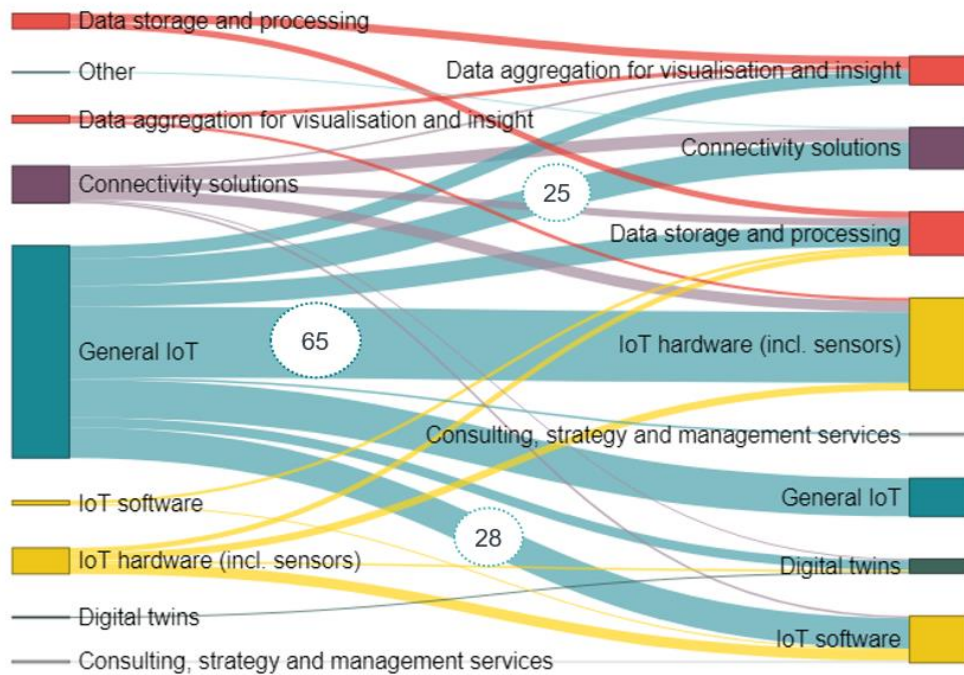 Data storage and processing
Other
Data aggregation for visualisation and insight
Connectivity solutions
General IoT
IoT software
IoT hardware (incl. sensors)
Digital twins
Consulting, strategy and management services
25
65
28
Data aggregation for visualisation and insight
Connectivity solutions
Data storage and processing
IoT hardware (incl. sensors)
Consulting, strategy and management services
General IoT
Digital twins
IoT software